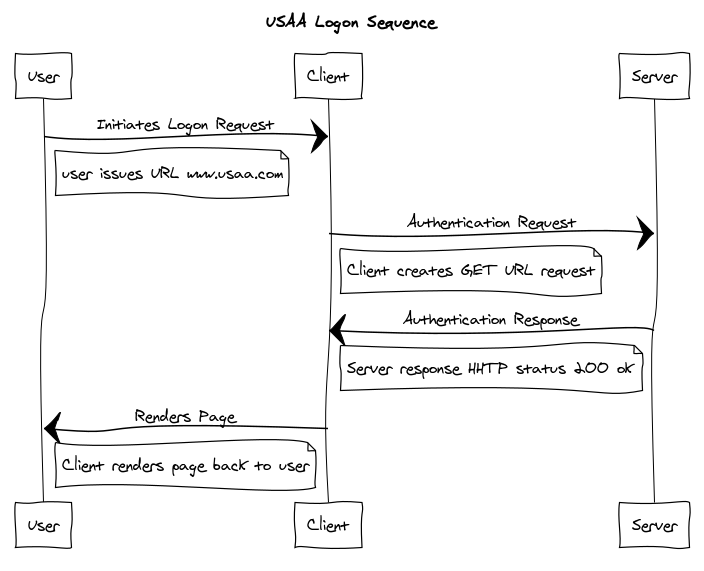 USAA Logon Sequence
User
Client
Server
Initiates Logon Request
user issues URL www.usaa.com
Authentication Request
Client creates GET URL request
Authentication Response
Server response HHTP status 200 ok
Renders Page
Client renders page back to user
User
Client
Server